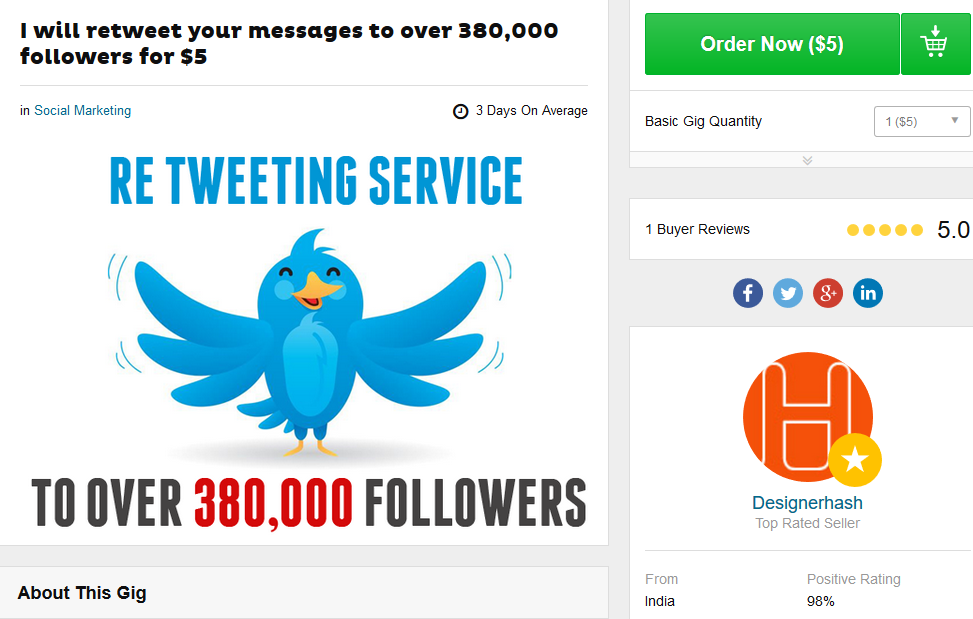 I will retweet your messages to over 380,000
followers for $5
in Social Marketing
3 Days On Average
RE TWEETING SERVICE
TO OVER 380,000 FOLLOWERS
About This Gig
Order Now ($5)
Basic Gig Quantity
1 ($5)
1 Buyer Reviews
5.0
f
g+
in
H
Designerhash
Top Rated Seller
From
Positive Rating
India
98%